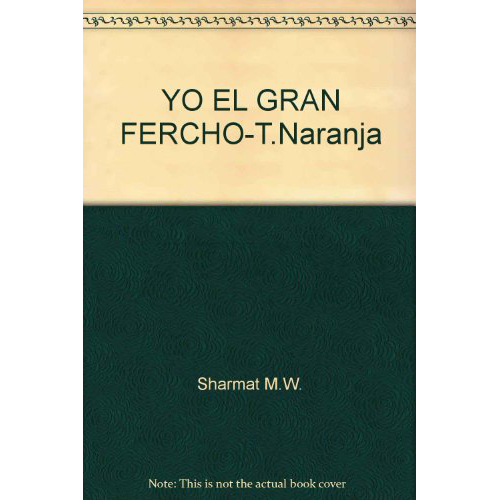 YO EL GRAN
FERCHO-T.Naranja
Sharmat M.W.
Note: This is not the actual book cover